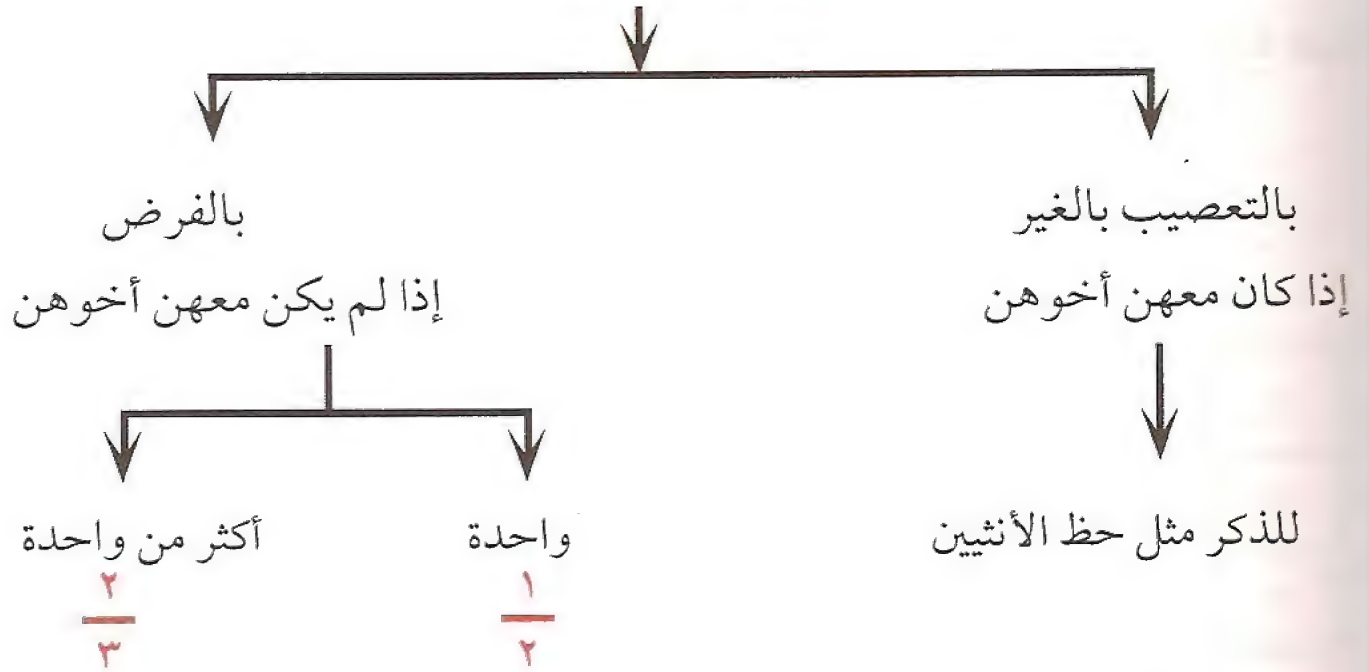 بالتعصيب بالغير
بالفرض
إذا كان معهن أخوهن
إذا لم يكن معهن أخوهن
للذكر مثل حظ الأنثيين
واحدة
أكثر من واحدة
١
٢
٢
٣